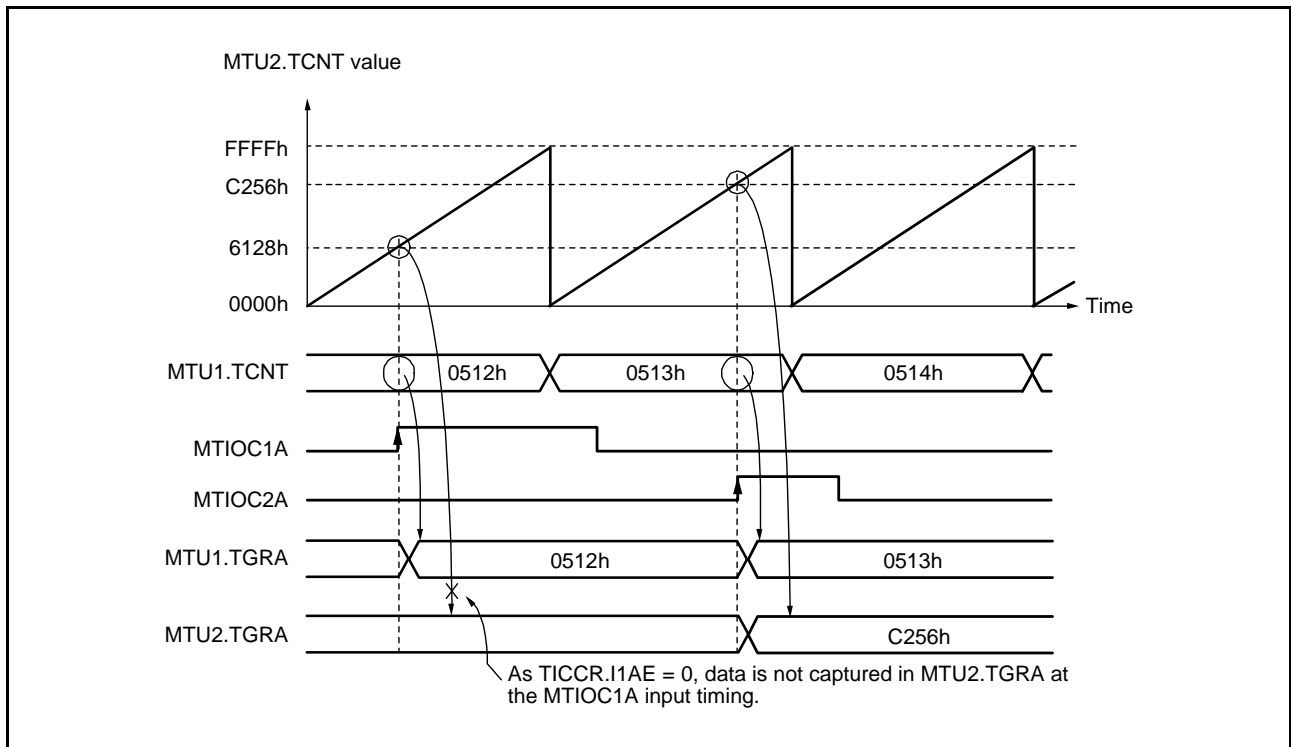 MTU2.TCNT value
FFFFh
C256h
6128h
0000h
Time
MTU1.TCNT
0512h
0513h
0514h
MTIOC1A
MTIOC2A
MTU1.TGRA
0512h
0513h
MTU2.TGRA
C256h
As TICCR.I1AE = 0, data is not captured in MTU2.TGRA at
the MTIOC1A input timing.